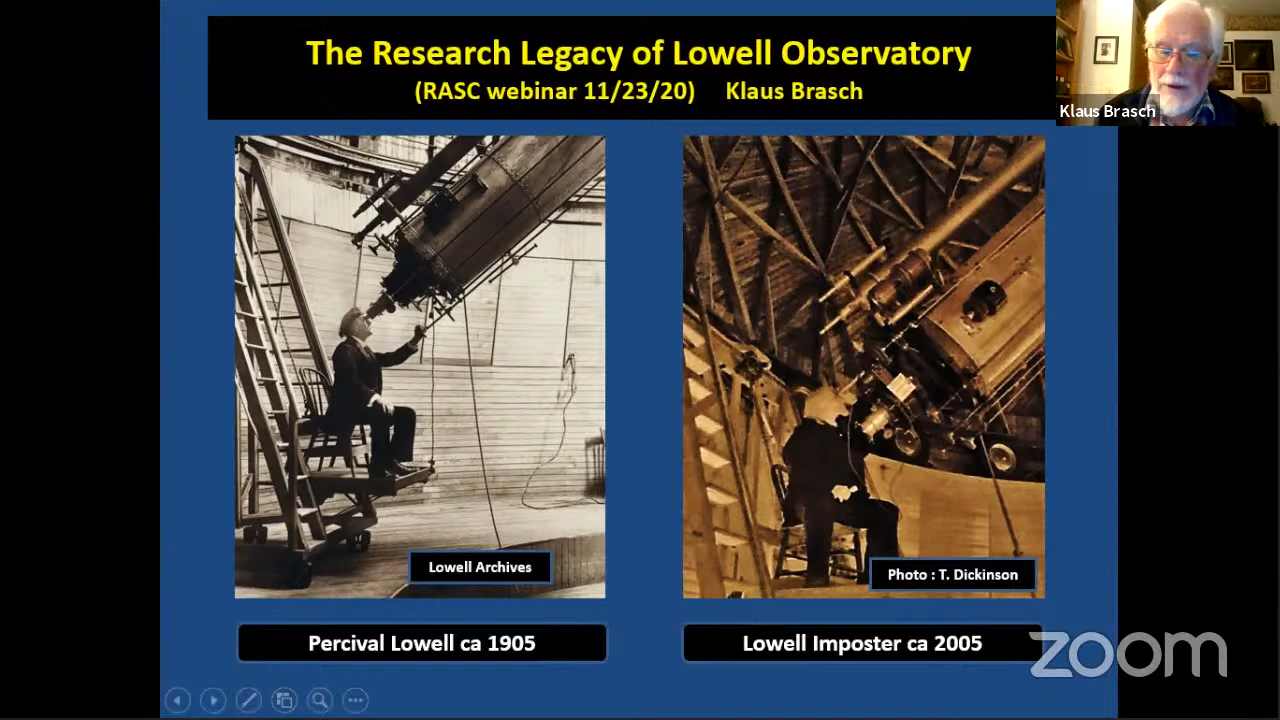 The Research Legacy of Lowell Observatory
(RASC webinar 11/23/20) Klaus Brasch
Klaus Brasch
Lowell Archives
Photo : T. Dickinson
Percival Lowell ca 1905
Lowell Imposter ca 2005
zoom